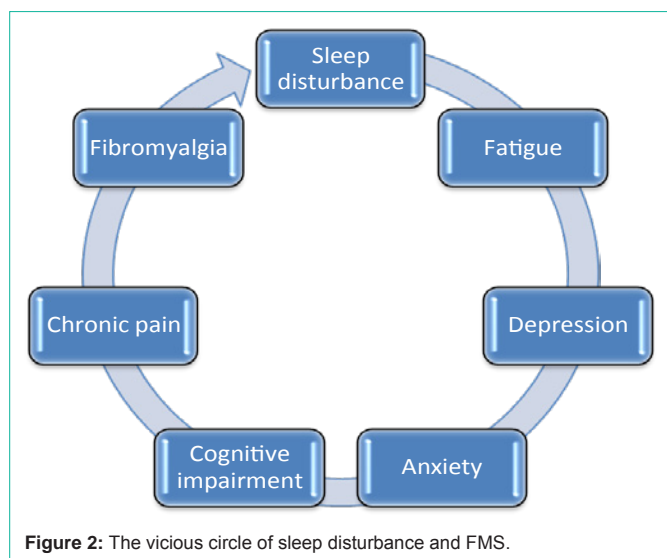 Sleep
disturbance
Fatigue
Depression
Anxiety
Cognitive
impairment
Chronic pain
Fibromyalgia
Figure 2: The vicious circle of sleep disturbance and FMS.